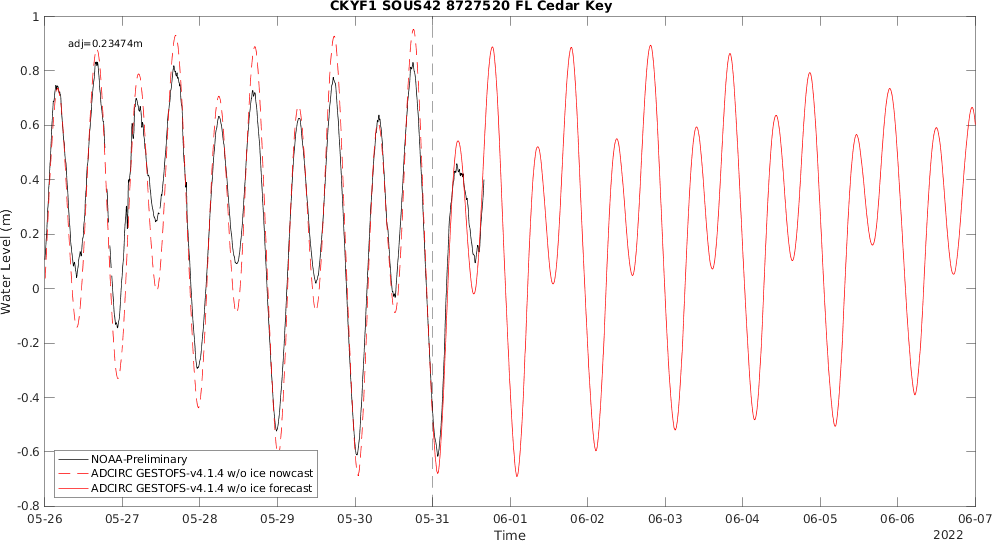 CKYF1 SOUS42 8727520 FL Cedar Key
adj=0.23474m
1
0.8
0.6
0.4
0.2
0
-0.2
-0.4
-0.6
-0.8
Water Level (m)
NOAA-Preliminary
ADCIRC GESTOFS-v4.1.4 w/o ice nowcast
ADCIRC GESTOFS-v4.1.4 w/o ice forecast
05-26 05-27 05-28 05-29 05-30 05-31 06-01 06-02 06-03 06-04 06-05 06-06 06-07
Time
2022